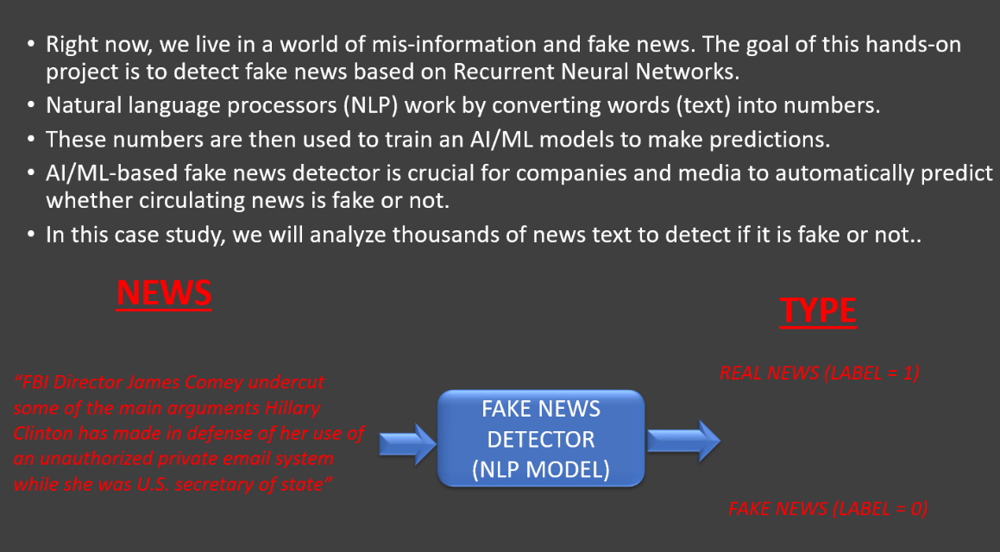 • Right now, we live in a world of mis-information and fake news. The goal of this hands-on
project is to detect fake news based on Recurrent Neural Networks.
• Natural language processors (NLP) work by converting words (text) into numbers.
• These numbers are then used to train an AI/ML models to make predictions.
• AI/ML-based fake news detector is crucial for companies and media to automatically predict
whether circulating news is fake or not.
• In this case study, we will analyze thousands of news text to detect if it is fake or not..
NEWS
TYPE
“FBI Director James Comey undercut
some of the main arguments Hillary
Clinton has made in defense of her use of
an unauthorized private email system
while she was U.S. secretary of state”
FAKE NEWS
DETECTOR
(NLP MODEL)
REAL NEWS (LABEL = 1)
FAKE NEWS (LABEL = 0)